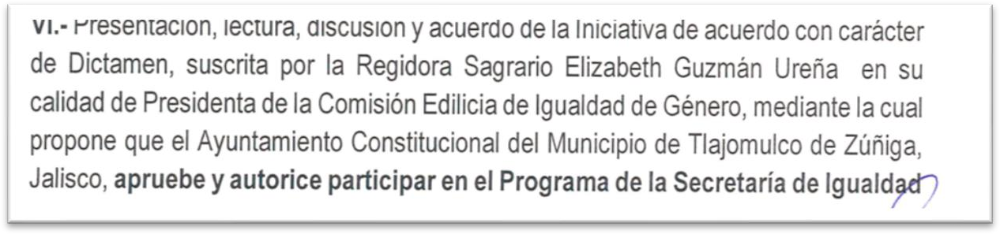 VI.- Presentación, lectura, discusión y acuerdo de la Iniciativa de acuerdo con carácter
de Dictamen, suscrita por la Regidora Sagrario Elizabeth Guzmán Ureña en su
calidad de Presidenta de la Comisión Edilicia de Igualdad de Género, mediante la cual
propone que el Ayuntamiento Constitucional del Municipio de Tlajomulco de Zúñiga,
Jalisco, apruebe y autorice participar en el Programa de la Secretaría de Igualdad